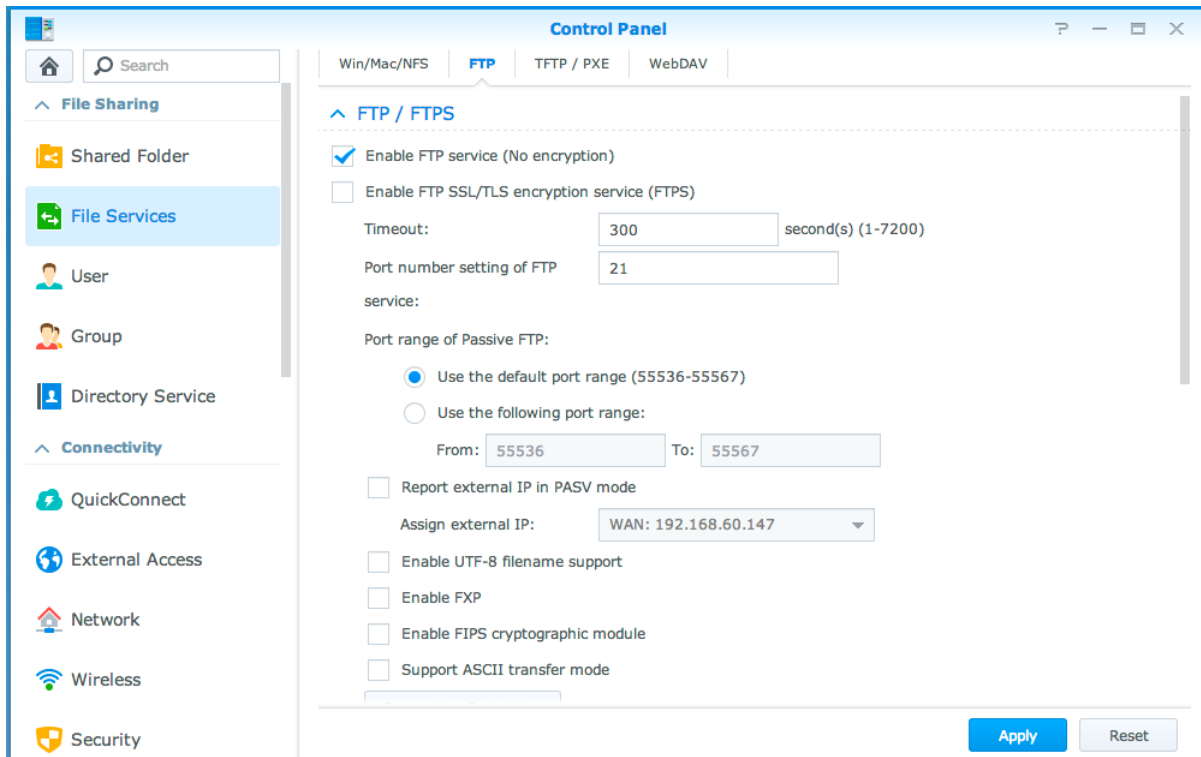 Control Panel
Search
File Sharing
Shared Folder
File Services
User
Group
Directory Service
Connectivity
QuickConnect
External Access
Network
Wireless
Security
Win/Mac/NFS FTP TFTP / PXE WebDAV
FTP / FTPS
Enable FTP service (No encryption)
Enable FTP SSL/TLS encryption service (FTPS)
Timeout: 300 second(s) (1-7200)
Port number setting of FTP 21
service:
Port range of Passive FTP:
Use the default port range (55536-55567)
Use the following port range:
From: 55536 To: 55567
Report external IP in PASV mode
Assign external IP: WAN: 192.168.60.147
Enable UTF-8 filename support
Enable FXP
Enable FIPS cryptographic module
Support ASCII transfer mode
Apply Reset